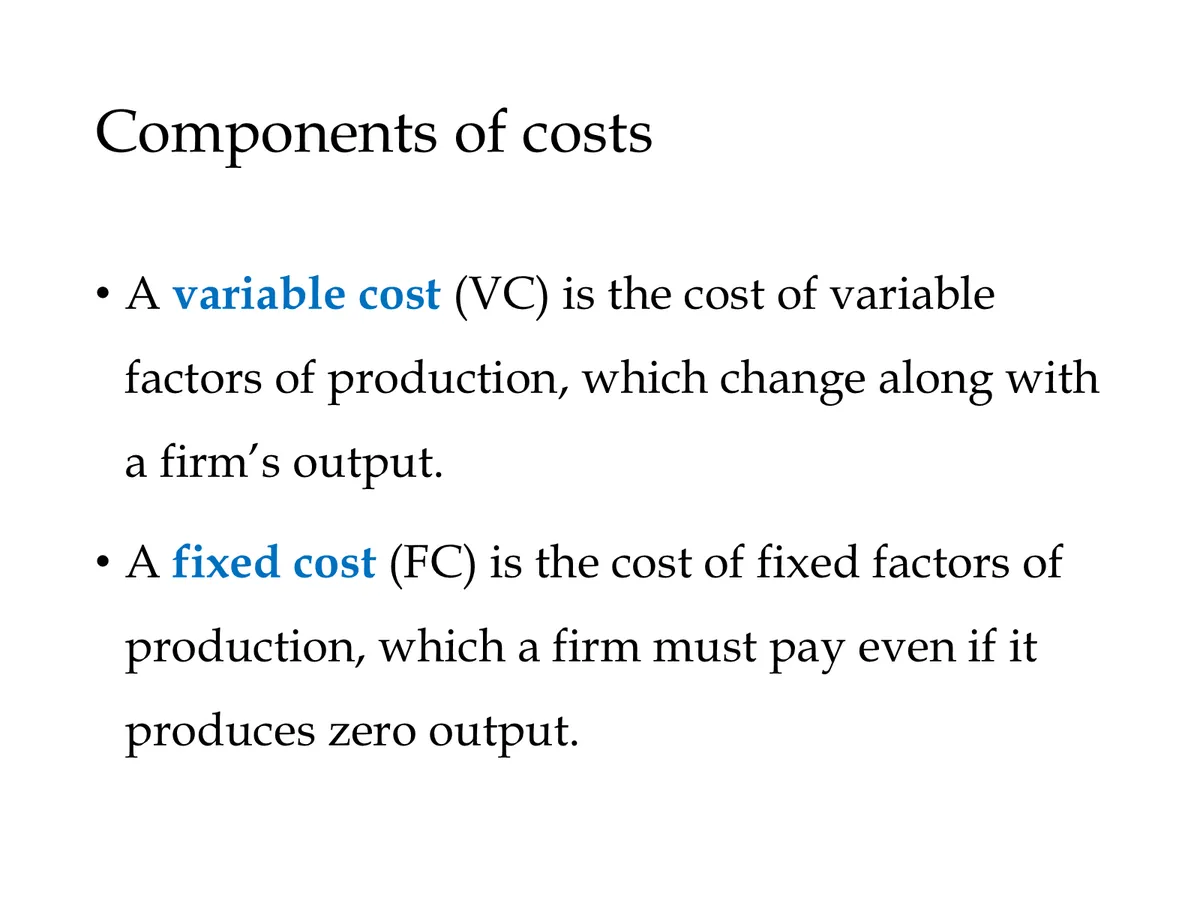 Components of costs
• A variable cost (VC) is the cost of variable
factors of production, which change along with
a firm’s output.
• A fixed cost (FC) is the cost of fixed factors of
production, which a firm must pay even if it
produces zero output.